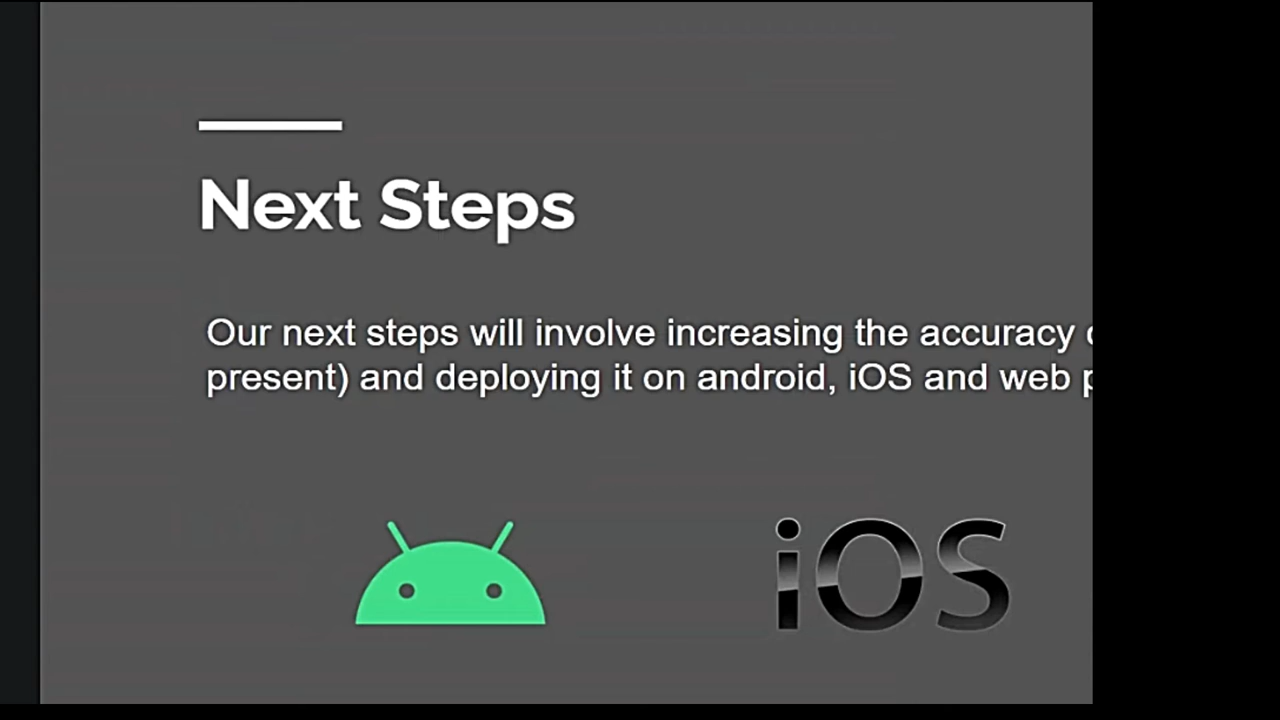 Next Steps
Our next steps will involve increasing the accuracy
present) and deploying it on android, iOS and web
iOS